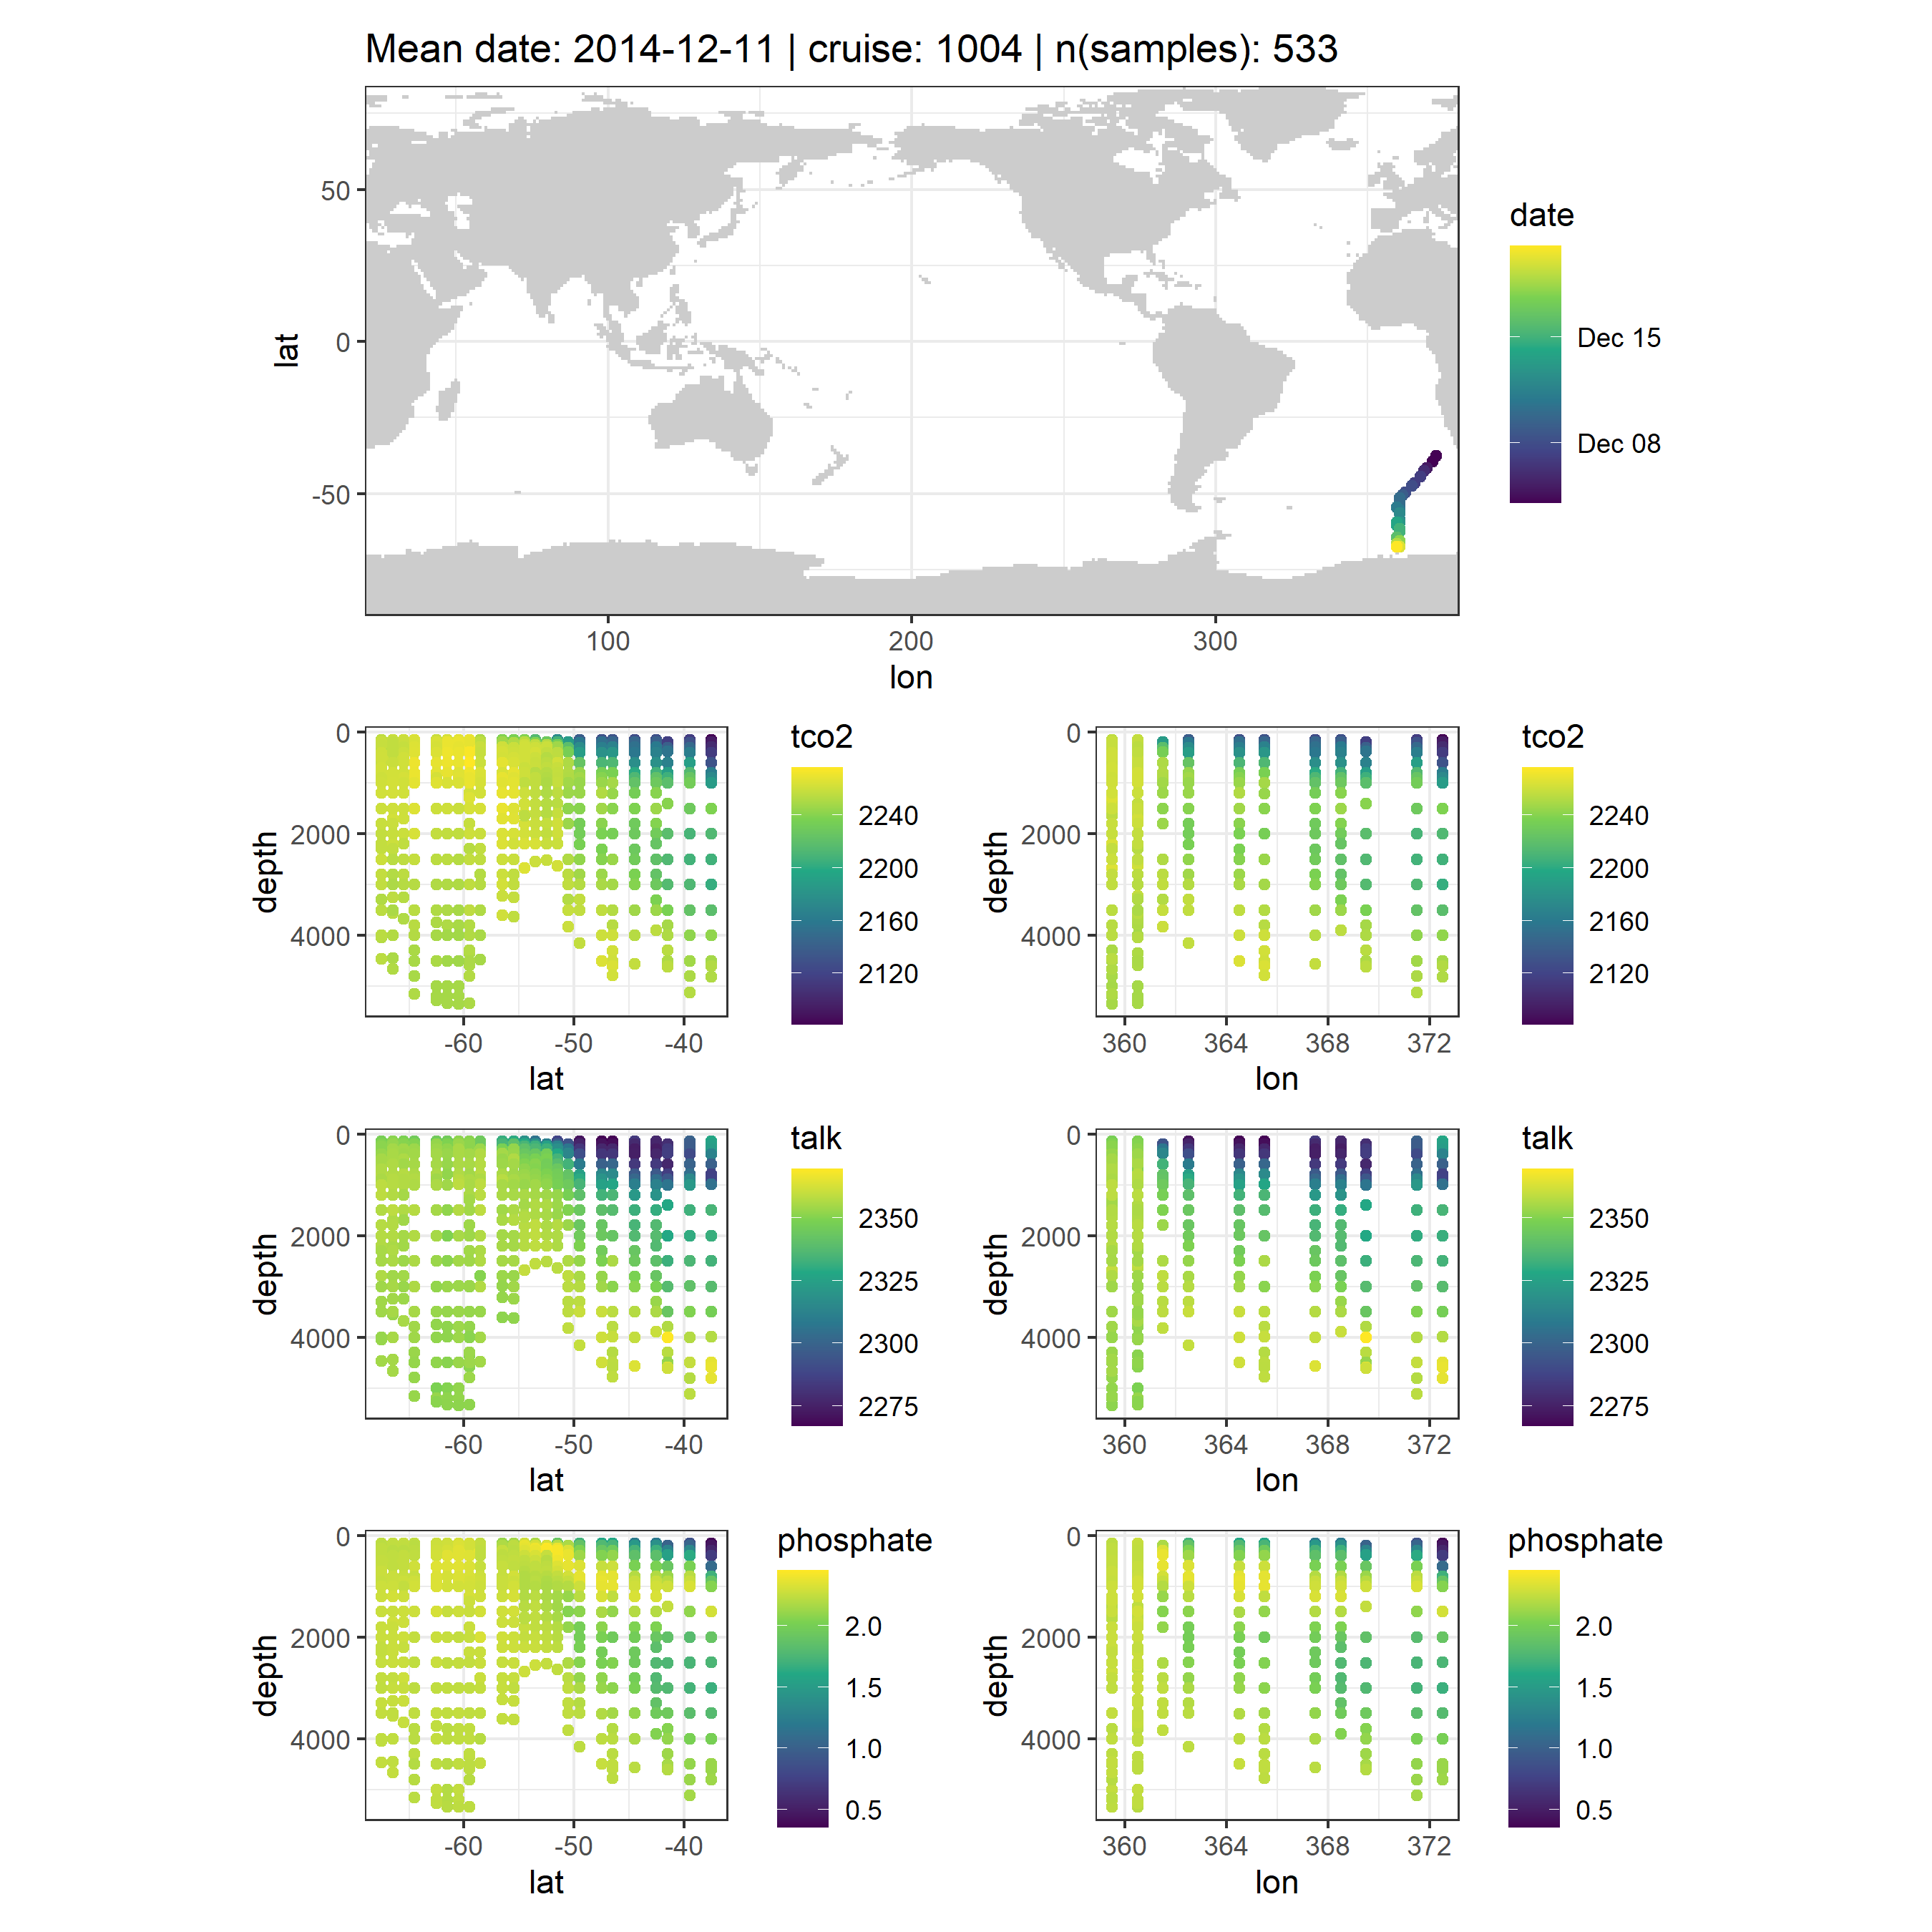 Mean date: 2014-12-11 | cruise: 1004 | n(samples): 533
50
0
-50
lat
100
200
300
lon
date
Dec 15
Dec 08
0
2000
4000
depth
-60
-50
-40
lat
tco2
2240
2200
2160
2120
0
2000
4000
depth
360
364
368
372
lon
tco2
2240
2200
2160
2120
0
2000
4000
depth
-60
-50
-40
lat
talk
2350
2325
2300
2275
0
2000
4000
depth
360
364
368
372
lon
talk
2350
2325
2300
2275
0
2000
4000
depth
-60
-50
-40
lat
phosphate
2.0
1.5
1.0
0.5
0
2000
4000
depth
360
364
368
372
lon
phosphate
2.0
1.5
1.0
0.5